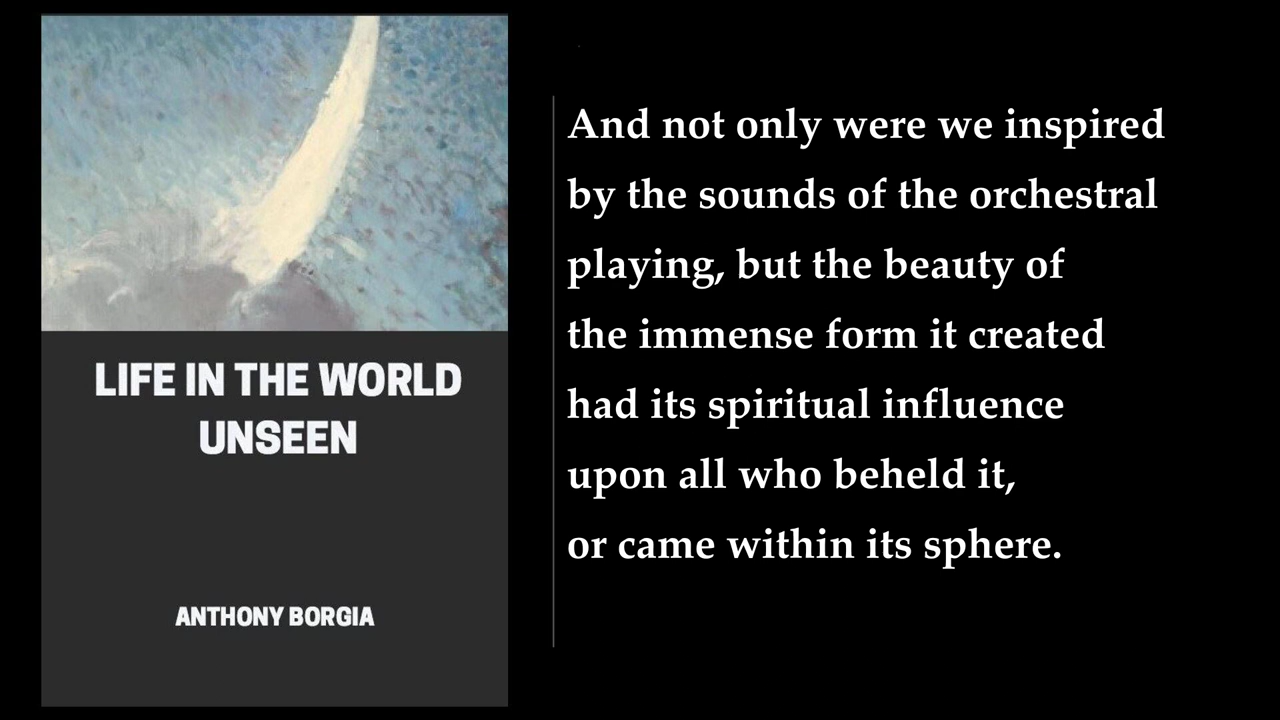 LIFE IN THE WORLD
UNSEEN
ANTHONY BORGIA
And not only were we inspired
by the sounds of the orchestral
playing, but the beauty of
the immense form it created
had its spiritual influence
upon all who beheld it,
or came within its sphere.